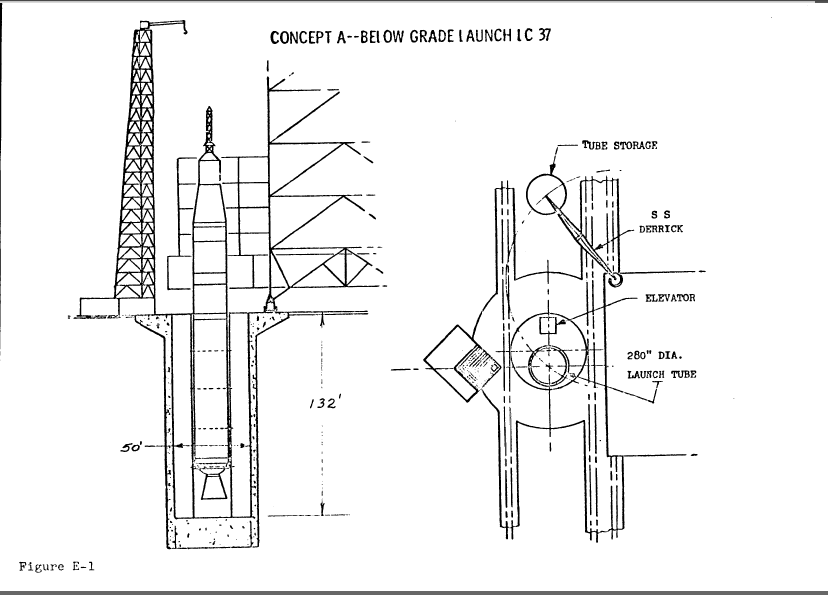 CONCEPT A--BELOW GRADE LAUNCH LC 37
TUBE STORAGE
S S
DERRICK
ELEVATOR
280" DIA.
LAUNCH TUBE
132'
50'
Figure E-1